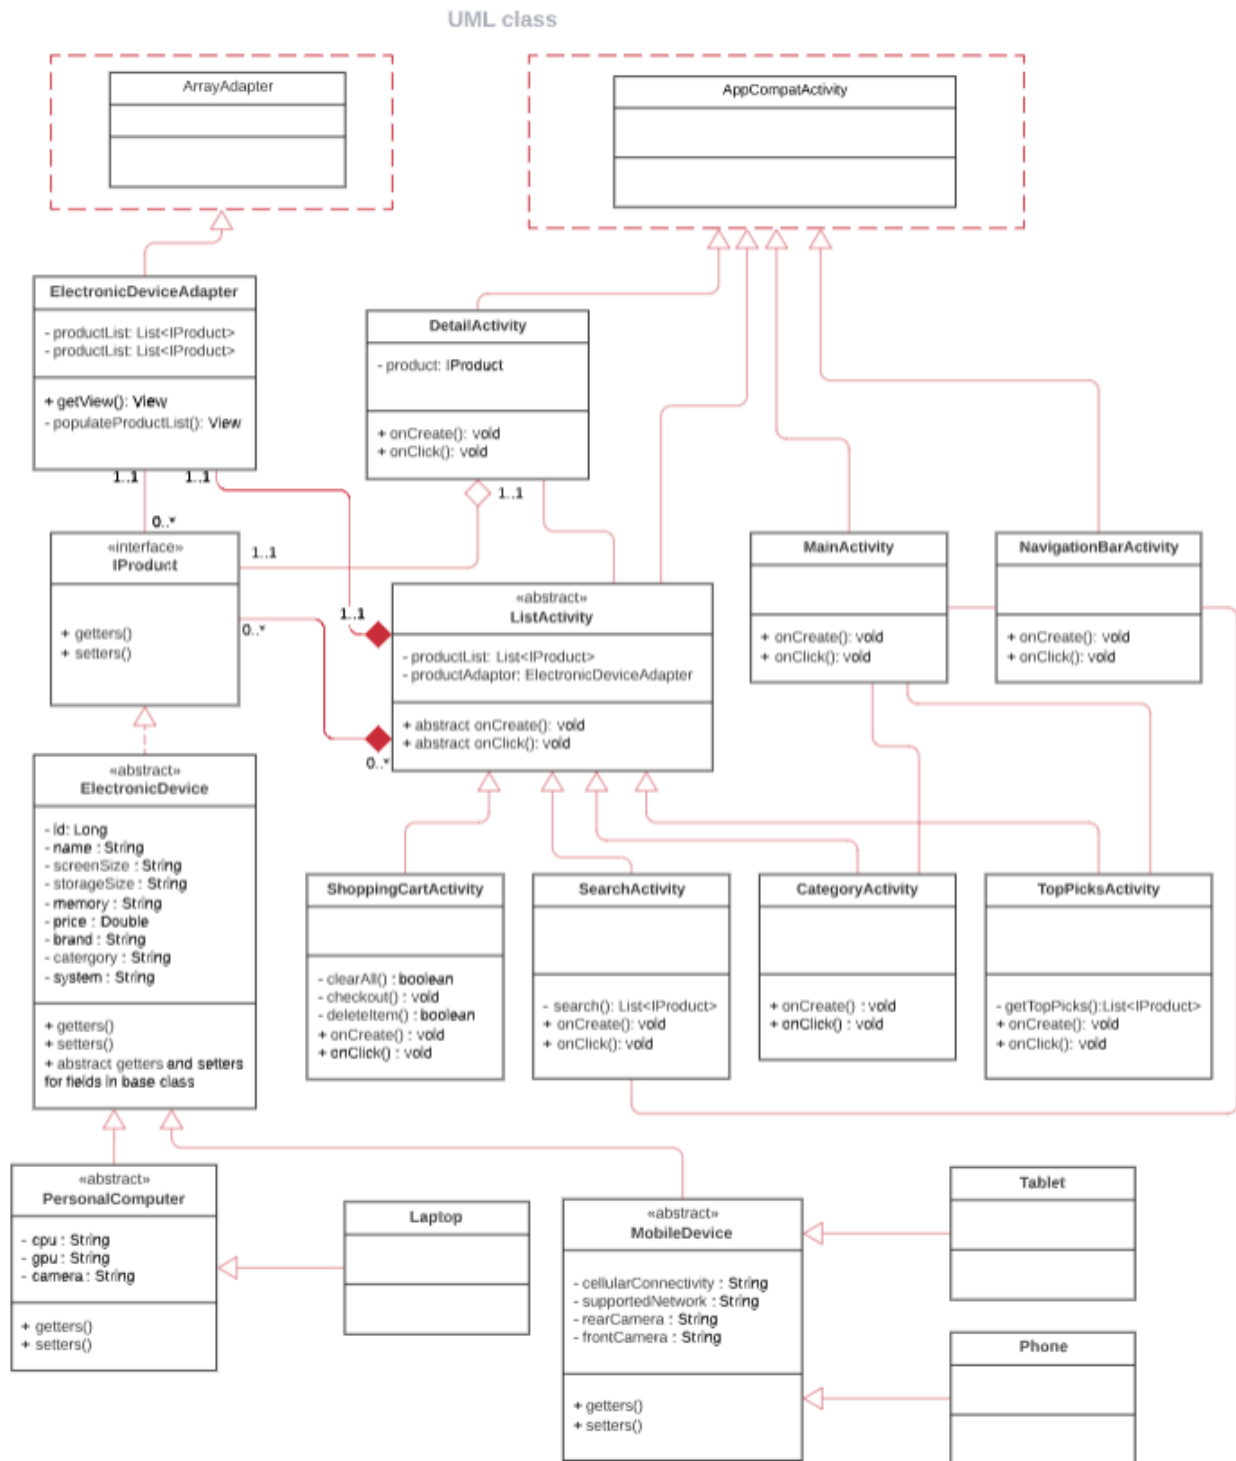 UML class
ArrayAdapter
AppCompatActivity
ElectronicDeviceAdapter
- productList: List<IProduct>
- productList: List<IProduct>
+ getView(): View
- populateProductList(): View
DetailActivity
- product: IProduct
+ onCreate(): void
+ onClick(): void
1..1
1..1
1..1
0..*
«interface»
IProduct
+ getters()
+ setters()
1..1
0..*
1..1
0..*
«abstract»
ListActivity
- productList: List<IProduct>
- productAdaptor: ElectronicDeviceAdapter
+ abstract onCreate(): void
+ abstract onClick(): void
MainActivity
+ onCreate(): void
+ onClick(): void
NavigationBarActivity
+ onCreate(): void
+ onClick(): void
«abstract»
ElectronicDevice
- id: Long
- name : String
- screenSize : String
- storageSize : String
- memory : String
- price : Double
- brand : String
- catergory : String
- system : String
+ getters()
+ setters()
+ abstract getters and setters
for fields in base class
ShoppingCartActivity
- clearAll() : boolean
- checkout() : void
- deleteItem() : boolean
+ onCreate() : void
+ onClick() : void
SearchActivity
- search(): List<IProduct>
+ onCreate(): void
+ onClick(): void
CategoryActivity
+ onCreate() : void
+ onClick() : void
TopPicksActivity
- getTopPicks():List<IProduct>
+ onCreate(): void
+ onClick(): void
«abstract»
PersonalComputer
- cpu : String
- gpu : String
- camera : String
+ getters()
+ setters()
Laptop
«abstract»
MobileDevice
- cellularConnectivity : String
- supportedNetwork : String
- rearCamera : String
- frontCamera : String
+ getters()
+ setters()
Tablet
Phone